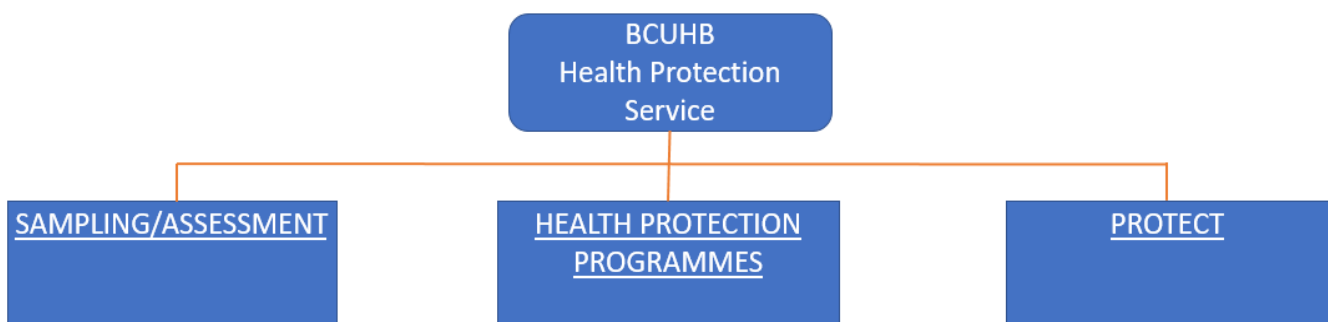 BCUHB
Health Protection
Service
SAMPLING/ASSESSMENT
HEALTH PROTECTION
PROGRAMMES
PROTECT